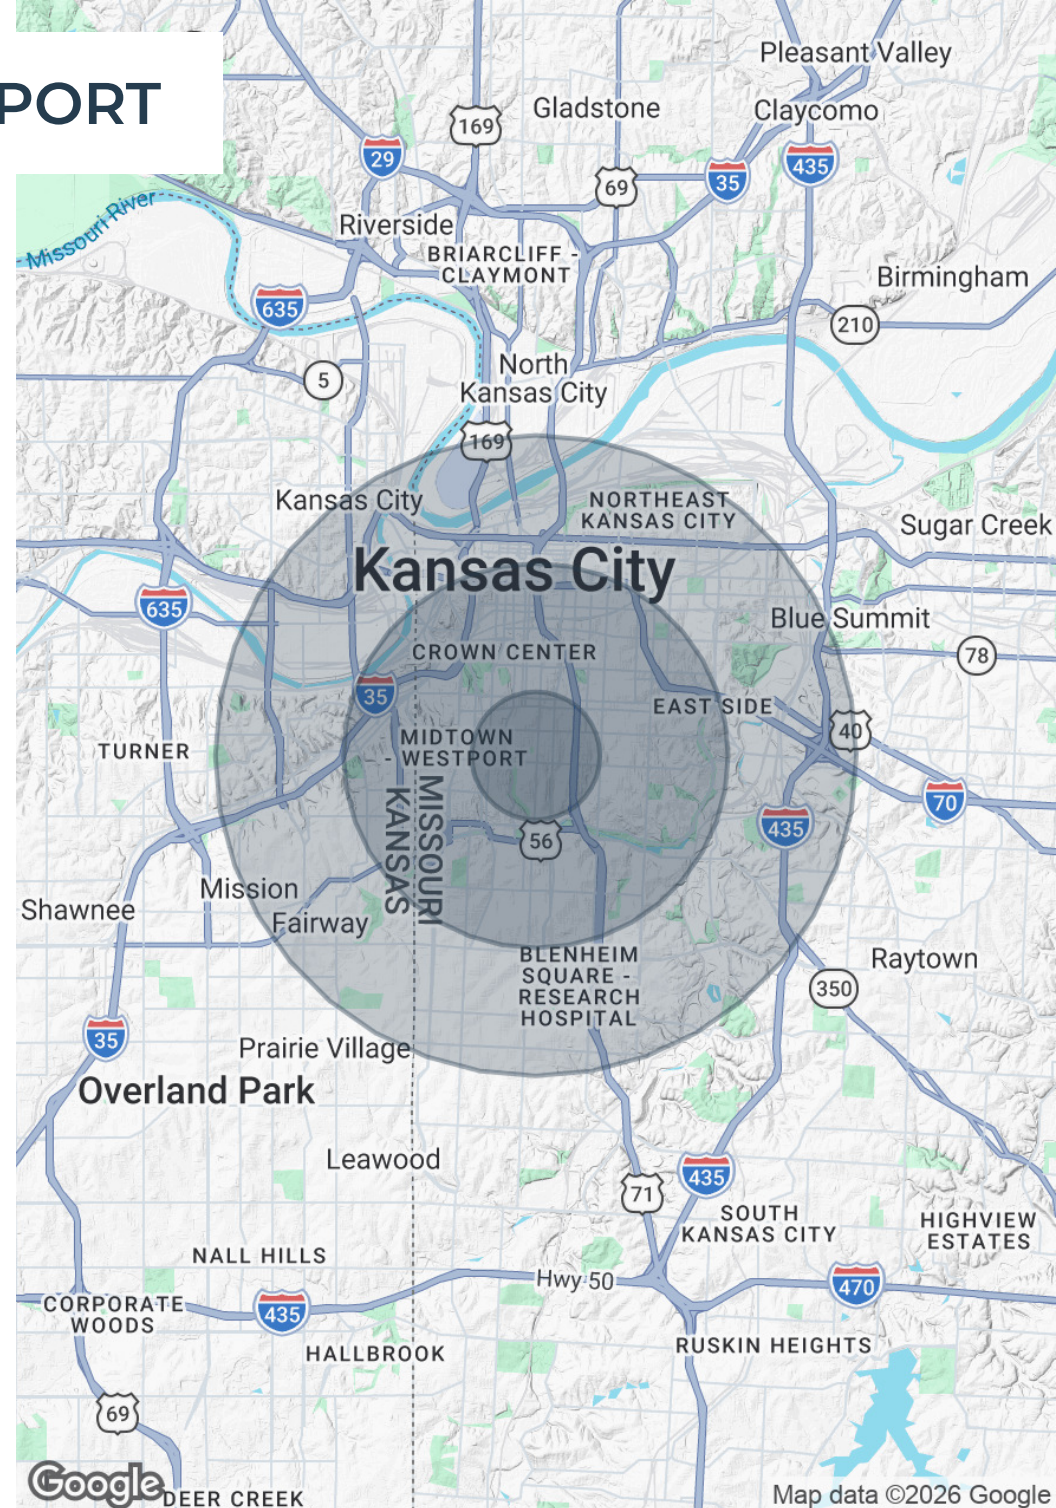 PORT
Pleasant Valley
Gladstone
Claycomo
169
29
69
35
435
Missouri River
Riverside
BRIARCLIFF -
CLAYMONT
Birmingham
635
210
North
Kansas City
5
169
Kansas City
NORTHEAST
KANSAS CITY
Sugar Creek
Kansas City
635
Blue Summit
CROWN CENTER
78
35
EAST SIDE
40
MIDTOWN
- WESTPORT
TURNER
MISSOURI
KANSAS
70
435
56
Mission
Shawnee
Fairway
BLENHEIM
SQUARE -
RESEARCH
HOSPITAL
Raytown
350
35
Prairie Village
Overland Park
Leawood
435
71
SOUTH
KANSAS CITY
HIGHVIEW
ESTATES
NALL HILLS
Hwy 50
470
CORPORATE
WOODS
435
HALLBROOK
RUSKIN HEIGHTS
69
Google
DEER CREEK
Map data ©2026 Google